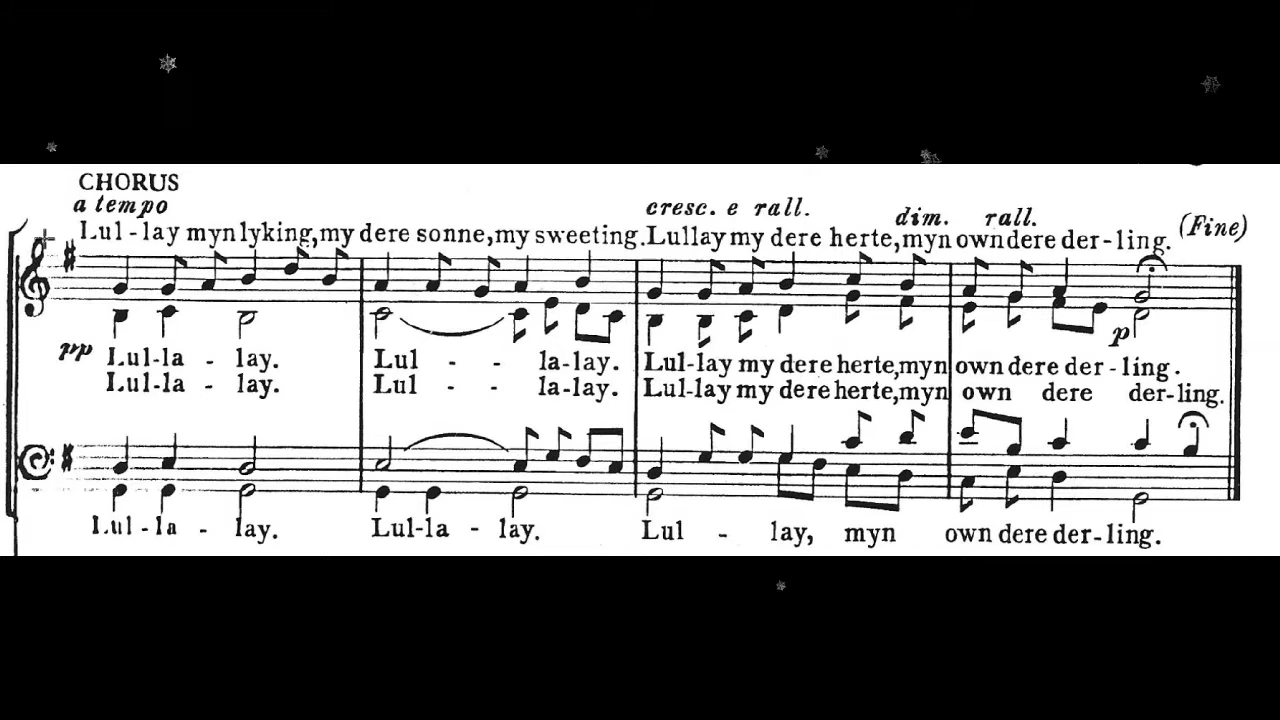 CHORUS
a tempo
cresc. e rall.
dim. rall.
(Fine)
Lul-lay myn lyking, my dere sonne, my sweeting. Lullay my dere herte, myn own dere der-ling.
p
pp Lul-la - lay. Lul - - la-lay. Lul-lay my dere herte, myn own dere der-ling.
Lul-la - lay. Lul - - la-lay. Lul-lay my dere herte, myn own dere der-ling.
Lul-la - lay. Lul-la - lay. Lul - lay, myn own dere der-ling.